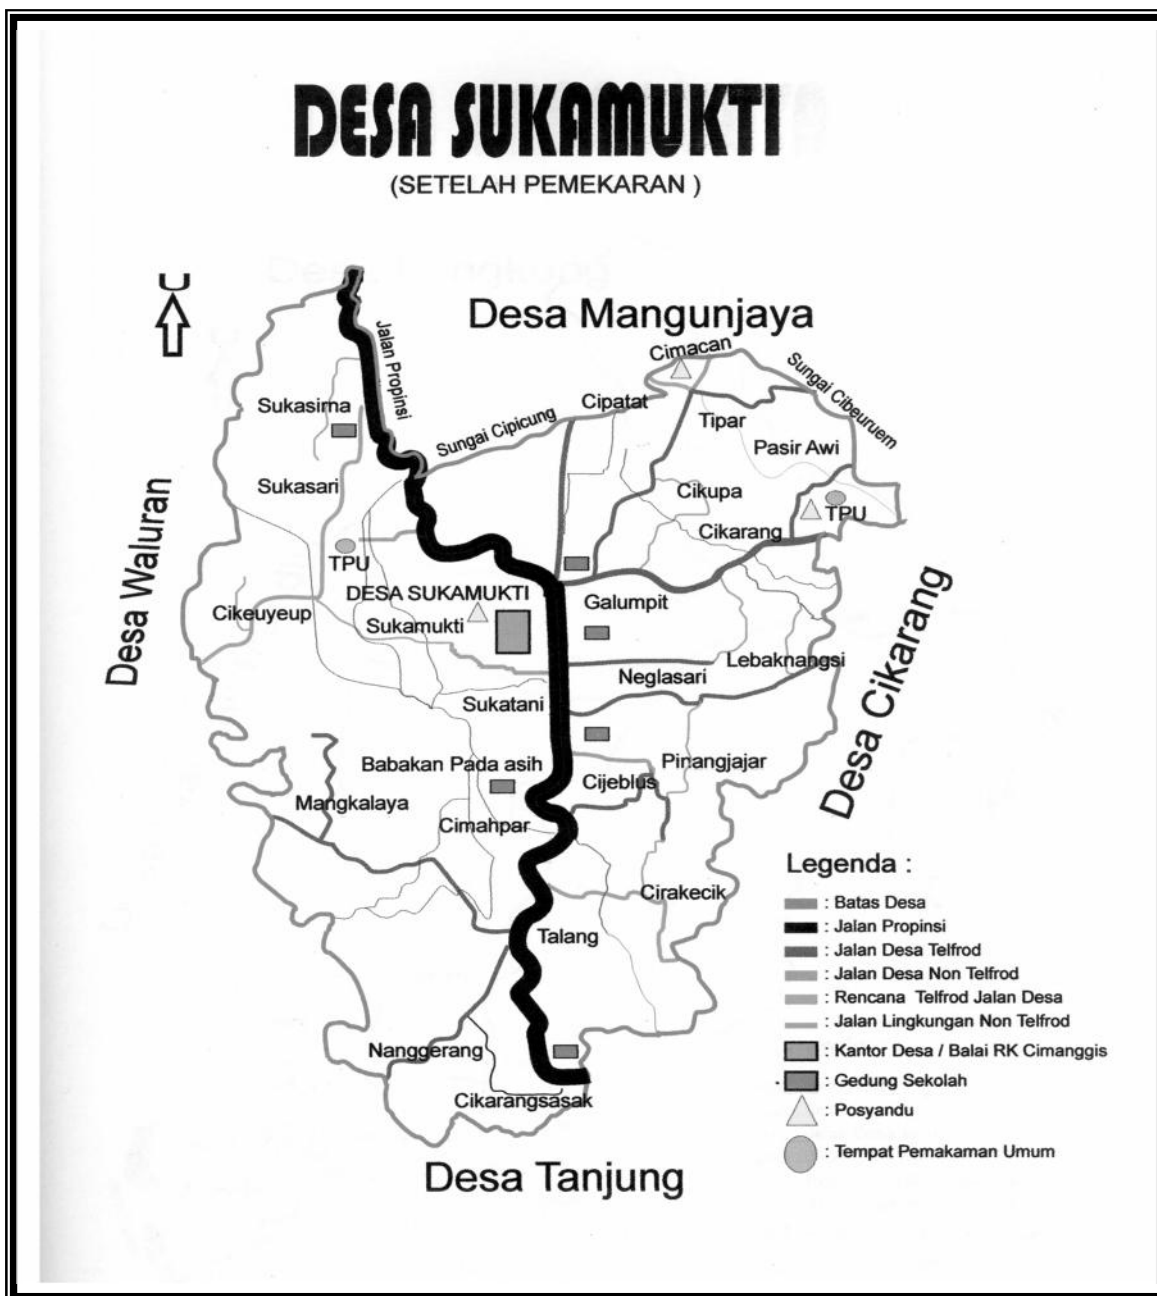 DESA SUKAMUKTI
(SETELAH PEMEKARAN )
U
Desa Mangunjaya
Jalan Propinsi
Cimacan
Sungai Cibeuruem
Sukasirna
Cipatat
Sungai Cipicung
Tipar
Pasir Awi
Sukasari
Cikupa
Desa Waluran
TPU
Cikarang
TPU
DESA SUKAMUKTI
Galumpit
Cikeuyeup
Sukamukti
Lebaknangsi
Neglasari
Desa Cikarang
Sukatani
Babakan Pada asih
Pinangjajar
Cijeblus
Mangkalaya
Cimahpar
Cirakecik
Talang
Nanggerang
Cikarangsasak
Desa Tanjung
Legenda :
: Batas Desa
: Jalan Propinsi
: Jalan Desa Telfrod
: Jalan Desa Non Telfrod
: Rencana Telfrod Jalan Desa
: Jalan Lingkungan Non Telfrod
: Kantor Desa / Balai RK Cimanggis
: Gedung Sekolah
: Posyandu
: Tempat Pemakaman Umum